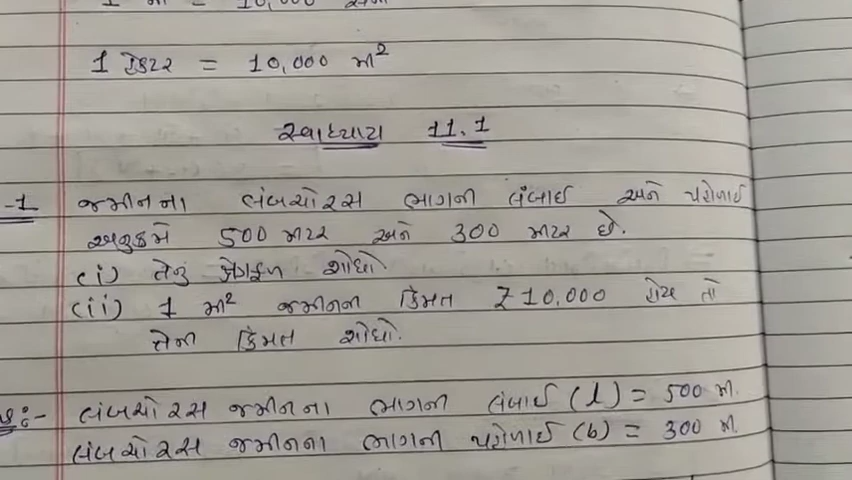 1 હેક્ટર = 10,000 મી²
સ્વાધ્યાય 11.1
-1 જમીનના લંબચોરસ ભાગની લંબાઈ અને પહોળાઈ
અનુક્રમે 500 મીટર અને 300 મીટર છે.
(i) તેનું ક્ષેત્રફળ શોધો.
(ii) 1 મી² જમીનની કિંમત ₹10,000 હોય તો
તેની કિંમત શોધો.
:- લંબચોરસ જમીનના ભાગની લંબાઈ (l) = 500 મી.
લંબચોરસ જમીનના ભાગની પહોળાઈ (b) = 300 મી.